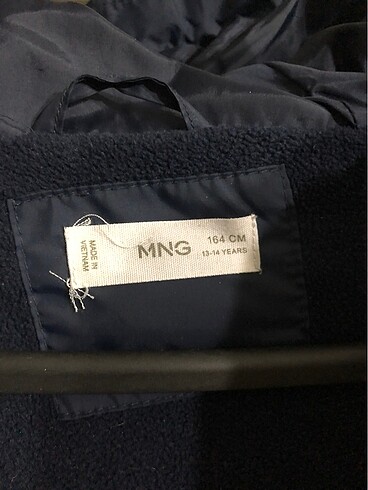 MADE IN
VIETNAM
MNG
164 CM
13-14 YEARS